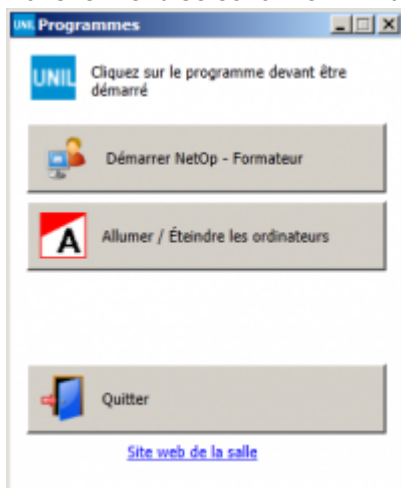 UNIL Programmes
UNIL
Cliquez sur le programme devant être
démarré
Démarrer NetOp - Formateur
A
Allumer / Éteindre les ordinateurs
Quitter
Site web de la salle